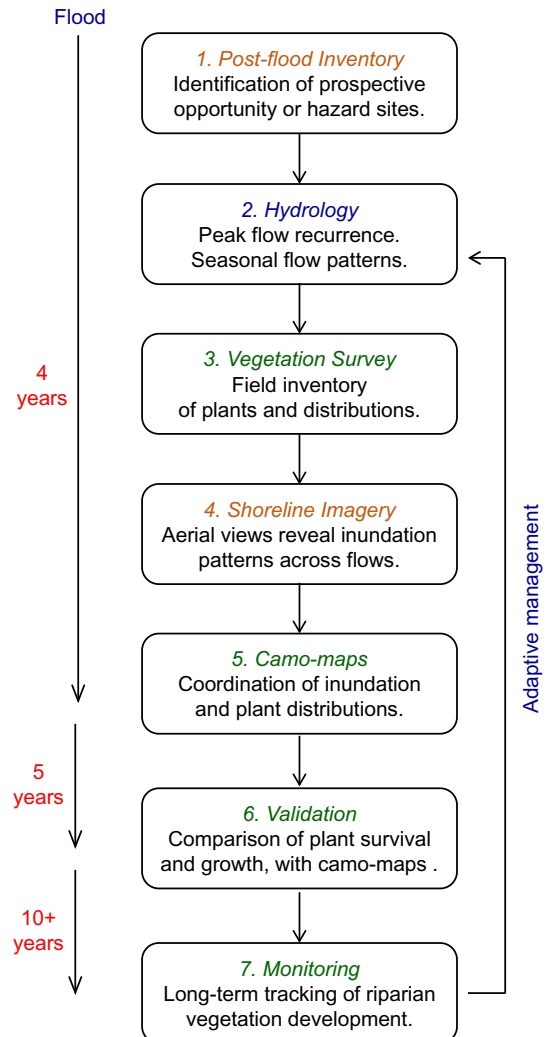 Flood
1. Post-flood Inventory
Identification of prospective
opportunity or hazard sites.
2. Hydrology
Peak flow recurrence.
Seasonal flow patterns.
3. Vegetation Survey
Field inventory
of plants and distributions.
4
years
4. Shoreline Imagery
Aerial views reveal inundation
patterns across flows.
Adaptive management
5. Camo-maps
Coordination of inundation
and plant distributions.
5
years
6. Validation
Comparison of plant survival
and growth, with camo-maps .
10+
years
7. Monitoring
Long-term tracking of riparian
vegetation development.